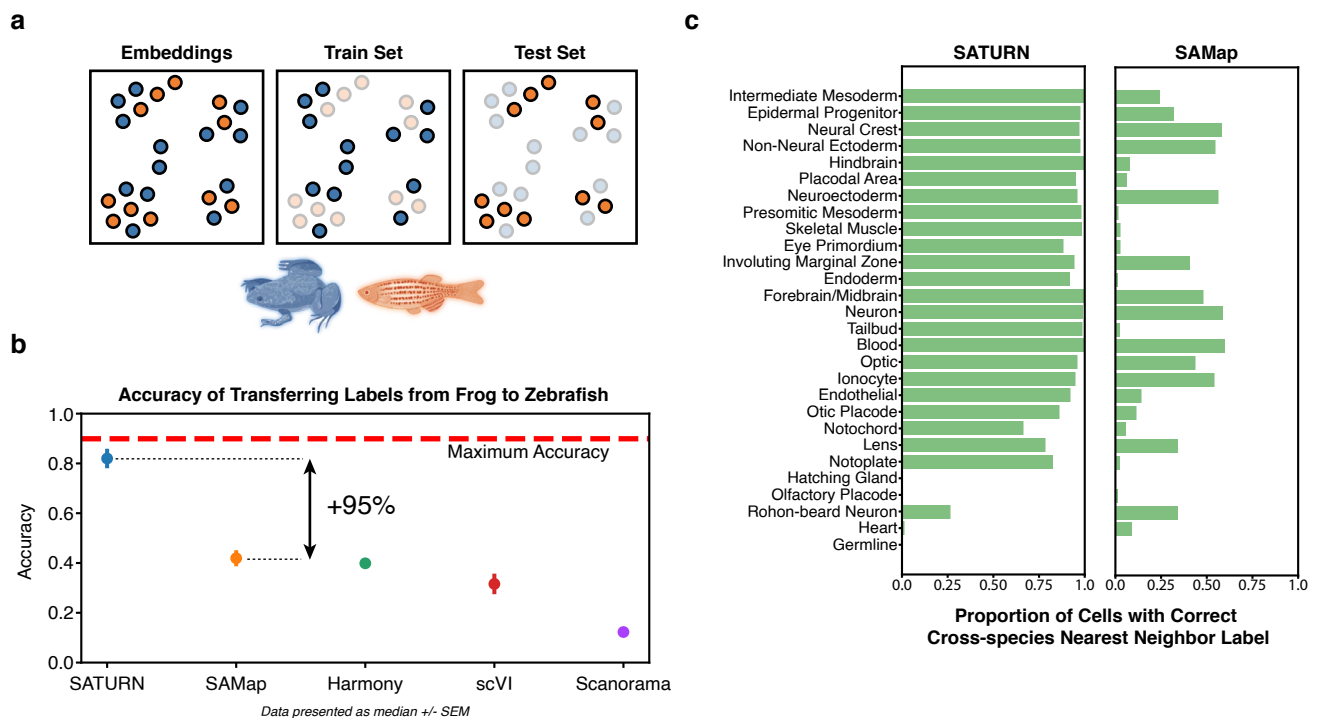 a
Embeddings
Train Set
Test Set
b
Accuracy of Transferring Labels from Frog to Zebrafish
1.0
0.8
0.6
0.4
0.2
0.0
Accuracy
Maximum Accuracy
+95%
SATURN
SAMap
Harmony
scVI
Scanorama
Data presented as median +/- SEM
c
SATURN
SAMap
Intermediate Mesoderm
Epidermal Progenitor
Neural Crest
Non-Neural Ectoderm
Hindbrain
Placodal Area
Neuroectoderm
Presomitic Mesoderm
Skeletal Muscle
Eye Primordium
Involuting Marginal Zone
Endoderm
Forebrain/Midbrain
Neuron
Tailbud
Blood
Optic
Ionocyte
Endothelial
Otic Placode
Notochord
Lens
Notoplate
Hatching Gland
Olfactory Placode
Rohon-beard Neuron
Heart
Germline
0.0 0.25 0.50 0.75 1.0
0.0 0.25 0.50 0.75 1.0
Proportion of Cells with Correct
Cross-species Nearest Neighbor Label